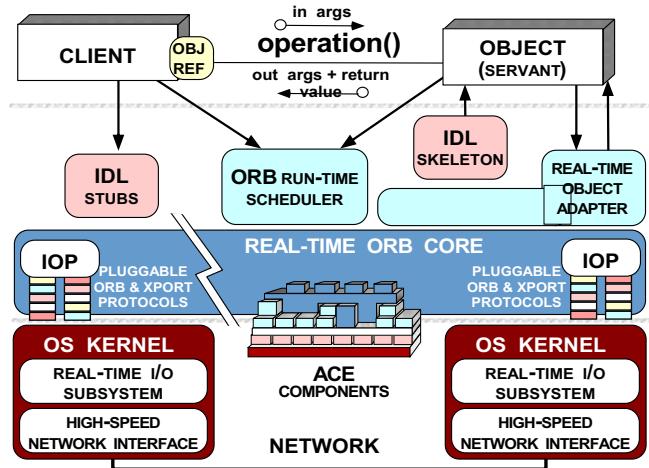 in args
operation()
out args + return
value
CLIENT
OBJ
REF
OBJECT
(SERVANT)
IDL
STUBS
ORB RUN-TIME
SCHEDULER
IDL
SKELETON
REAL-TIME
OBJECT
ADAPTER
REAL-TIME ORB CORE
IOP
PLUGGABLE
ORB & XPORT
PROTOCOLS
PLUGGABLE
ORB & XPORT
PROTOCOLS
IOP
OS KERNEL
REAL-TIME I/O
SUBSYSTEM
HIGH-SPEED
NETWORK INTERFACE
ACE
COMPONENTS
NETWORK
OS KERNEL
REAL-TIME I/O
SUBSYSTEM
HIGH-SPEED
NETWORK INTERFACE